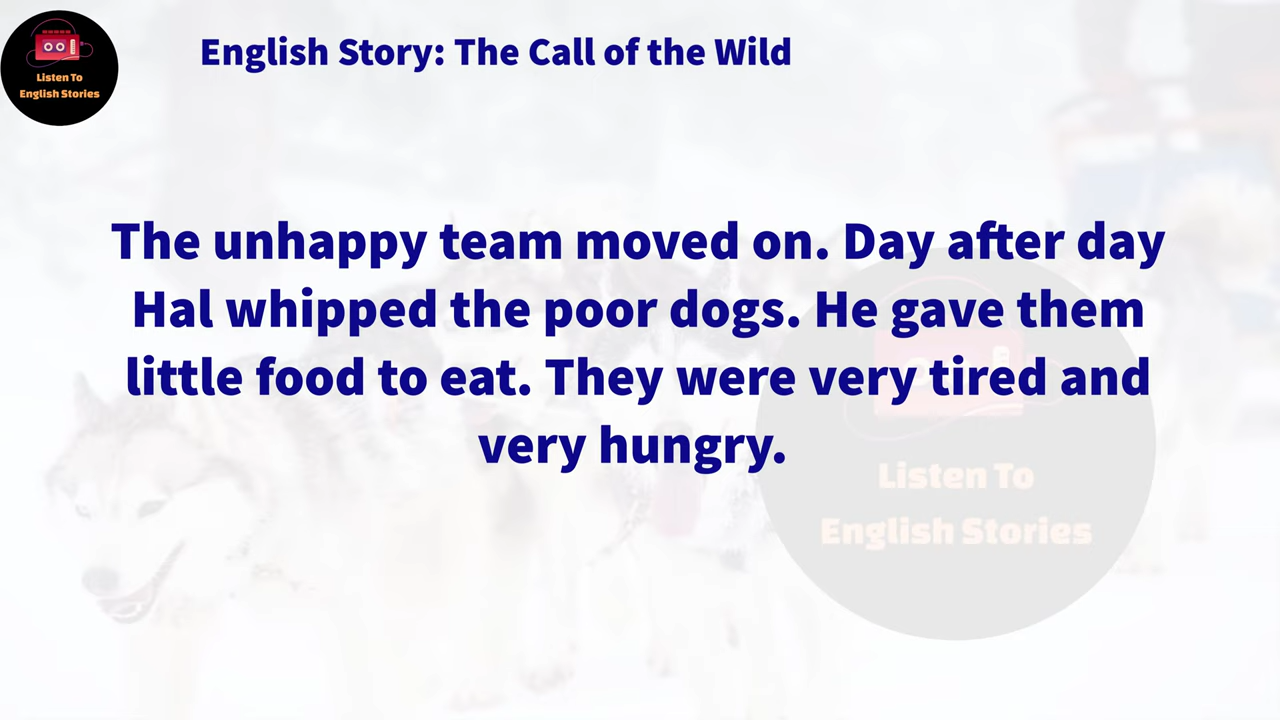 Listen To
English Stories
English Story: The Call of the Wild
The unhappy team moved on. Day after day
Hal whipped the poor dogs. He gave them
little food to eat. They were very tired and
very hungry.
Listen To
English Stories